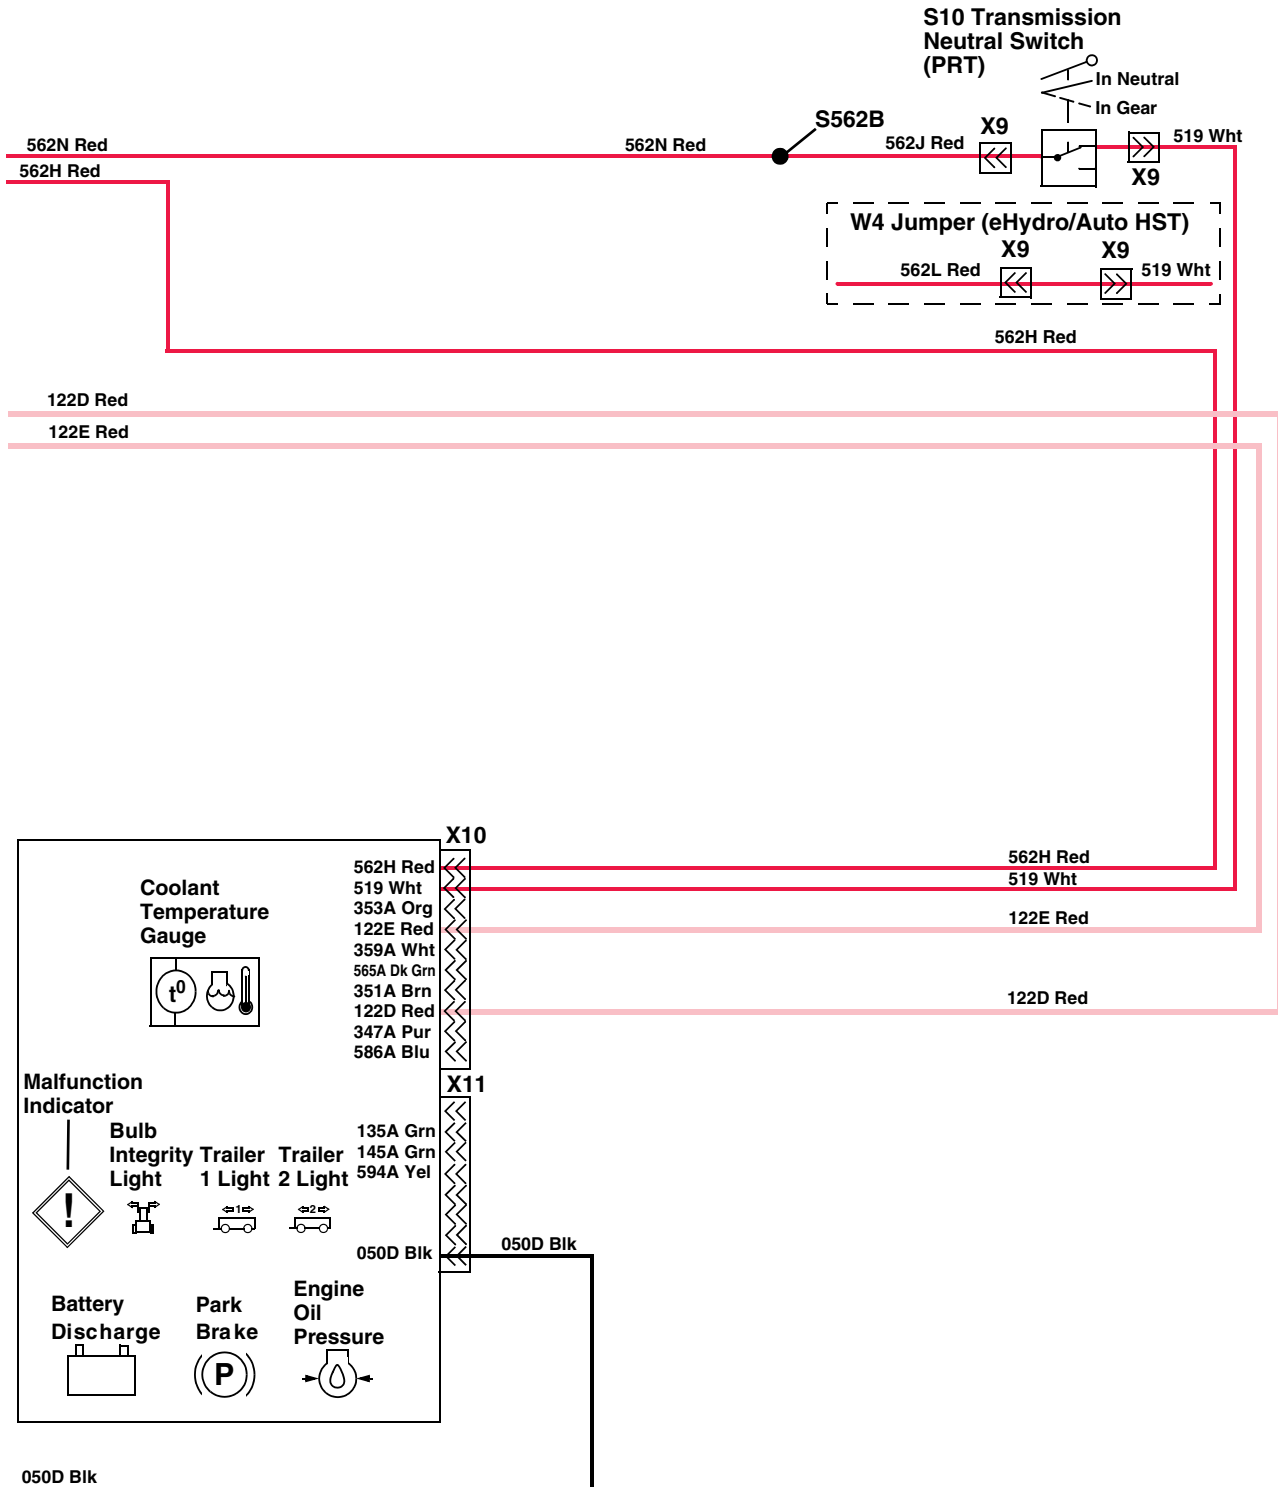 S10 Transmission
Neutral Switch
(PRT)
In Neutral
In Gear
S562B
X9
562N Red
562N Red
562J Red
519 Wht
X9
562H Red
W4 Jumper (eHydro/Auto HST)
X9
X9
562L Red
519 Wht
562H Red
122D Red
122E Red
X10
562H Red
562H Red
519 Wht
519 Wht
353A Org
122E Red
122E Red
359A Wht
565A Dk Grn
351A Brn
122D Red
122D Red
347A Pur
586A Blu
Coolant
Temperature
Gauge
t0
X11
Malfunction
Indicator
135A Grn
145A Grn
594A Yel
Bulb
Integrity
Light
Trailer
1 Light
Trailer
2 Light
!
1
2
050D Blk
050D Blk
Battery
Discharge
Park
Brake
Engine
Oil
Pressure
P
050D Blk